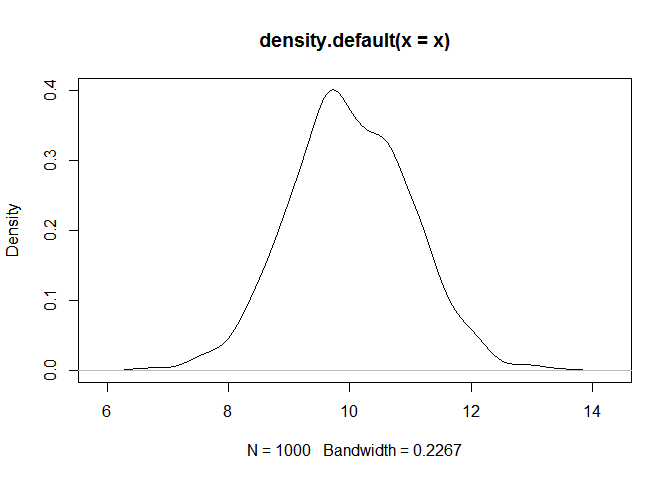 density.default(x = x)
Density
0.4
0.3
0.2
0.1
0.0
6 8 10 12 14
N = 1000 Bandwidth = 0.2267